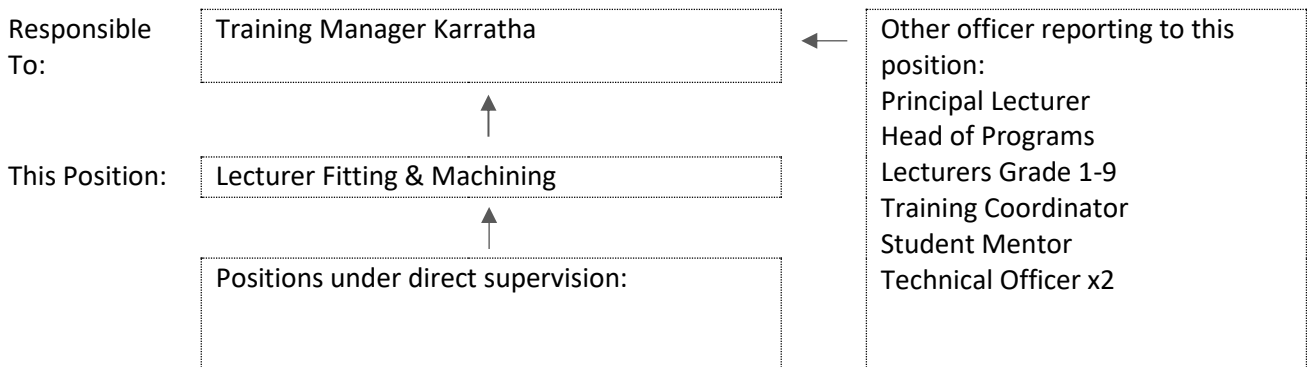 Responsible
To:
Training Manager Karratha
Other officer reporting to this
position:
Principal Lecturer
Head of Programs
Lecturers Grade 1-9
Training Coordinator
Student Mentor
Technical Officer x2
This Position:
Lecturer Fitting & Machining
Positions under direct supervision: